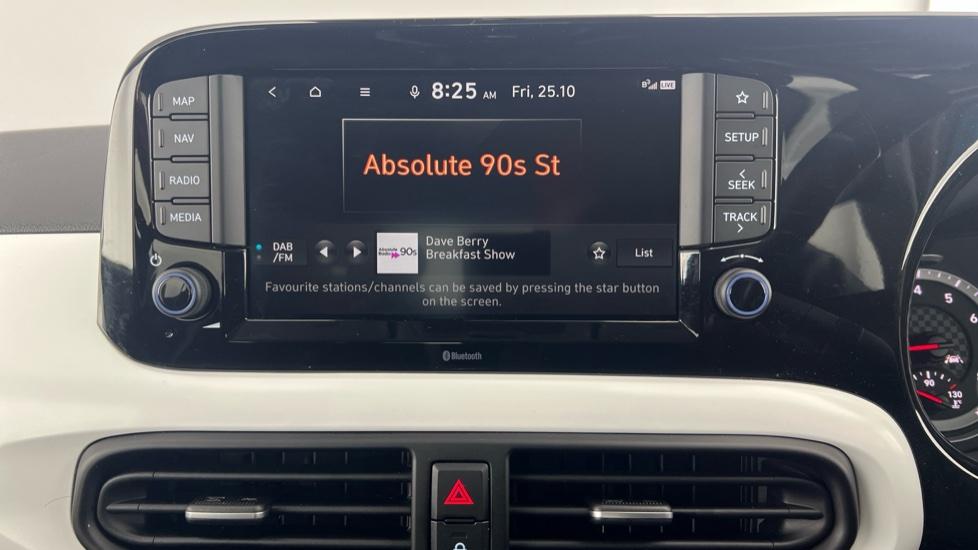 MAP
NAV
RADIO
MEDIA
8:25 AM Fri, 25.10
LIVE
Absolute 90s St
DAB
/FM
Absolute
Radio 90s
Dave Berry
Breakfast Show
List
Favourite stations/channels can be saved by pressing the star button
on the screen.
SETUP
<
SEEK
TRACK
>
Bluetooth
4
5
6
90
130